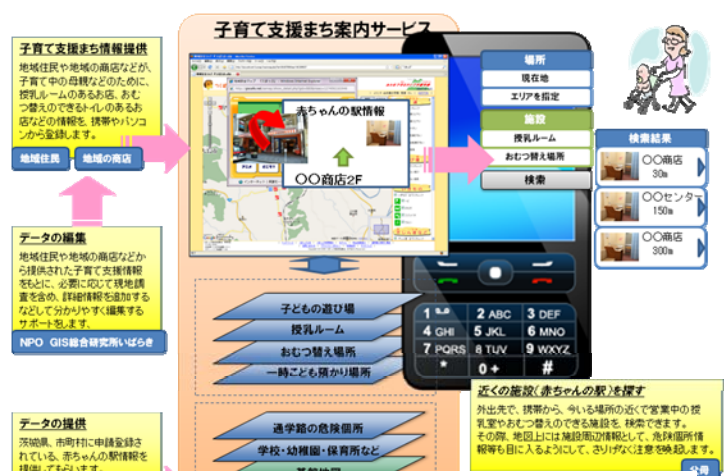 子育て支援まち案内サービス
子育て支援まち情報提供
地域住民や地域の商店などが、
子育て中の母親などのために、
授乳ルームのあるお店、おむ
つ替えのできるトイレのあるお
店などの情報を、携帯やパソコ
ンから登録します。
地域住民
地域の商店
データの編集
地域住民や地域の商店などか
ら提供された子育て支援情報
をもとに、必要に応じて現地調
査を含め、詳細情報を追加する
などして分かりやすく編集する
サポートをします、
NPO GIS総合研究所いばらき
データの提供
茨城県、市町村に申請登録さ
れている、赤ちゃんの駅情報を
提供してもらいます。
赤ちゃんの駅情報
〇〇商店2F
子どもの遊び場
授乳ルーム
おむつ替え場所
一時こども預かり場所
通学路の危険個所
学校・幼稚園・保育所など
基盤地図
場所
現在地
エリアを指定
施設
授乳ルーム
おむつ替え場所
検索
検索結果
〇〇商店
30m
〇〇センター
150m
〇〇商店
300m
1
2 ABC
3 DEF
4 GHI
5 JKL
6 MNO
7 PQRS
8 TUV
9 WXYZ
*
0 +
#
近くの施設(赤ちゃんの駅)を探す
外出先で、携帯から、今いる場所の近くで営業中の授
乳室やおむつ替えのできる施設を、検索できます。
その際、地図上には施設周辺情報として、危険個所情
報等も目に入るようにして、さりげなく注意を喚起します。
父母